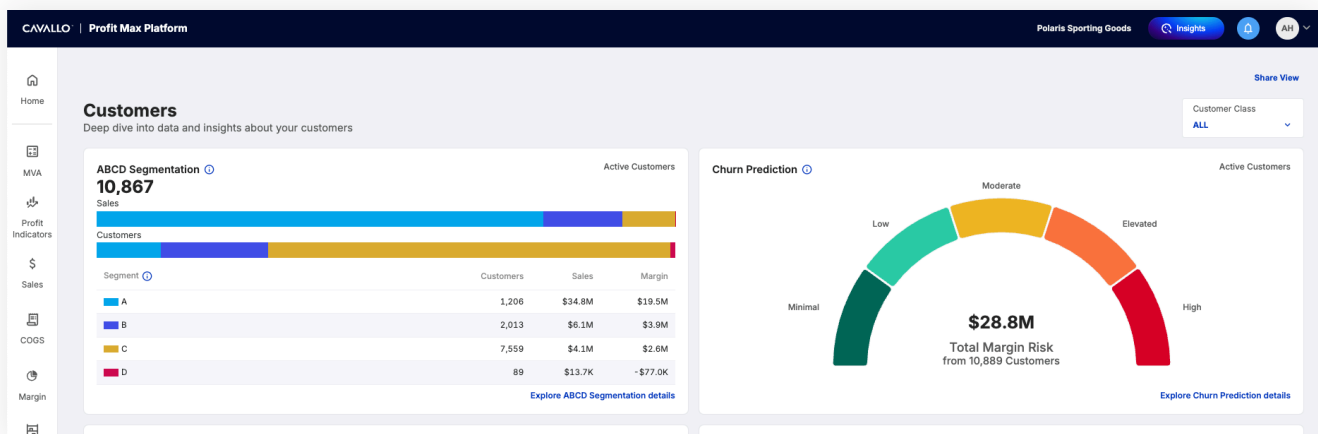 CAVALLO | Profit Max Platform
Polaris Sporting Goods
Insights
AH
Share View
Home
MVA
Profit
Indicators
$
Sales
COGS
Margin
Customers
Deep dive into data and insights about your customers
Customer Class
ALL
ABCD Segmentation
Active Customers
10,867
Sales
Customers
Segment Customers Sales Margin
A 1,206 $34.8M $19.5M
B 2,013 $6.1M $3.9M
C 7,559 $4.1M $2.6M
D 89 $13.7K -$77.0K
Explore ABCD Segmentation details
Churn Prediction
Active Customers
Moderate
Low
Elevated
Minimal
High
$28.8M
Total Margin Risk
from 10,889 Customers
Explore Churn Prediction details